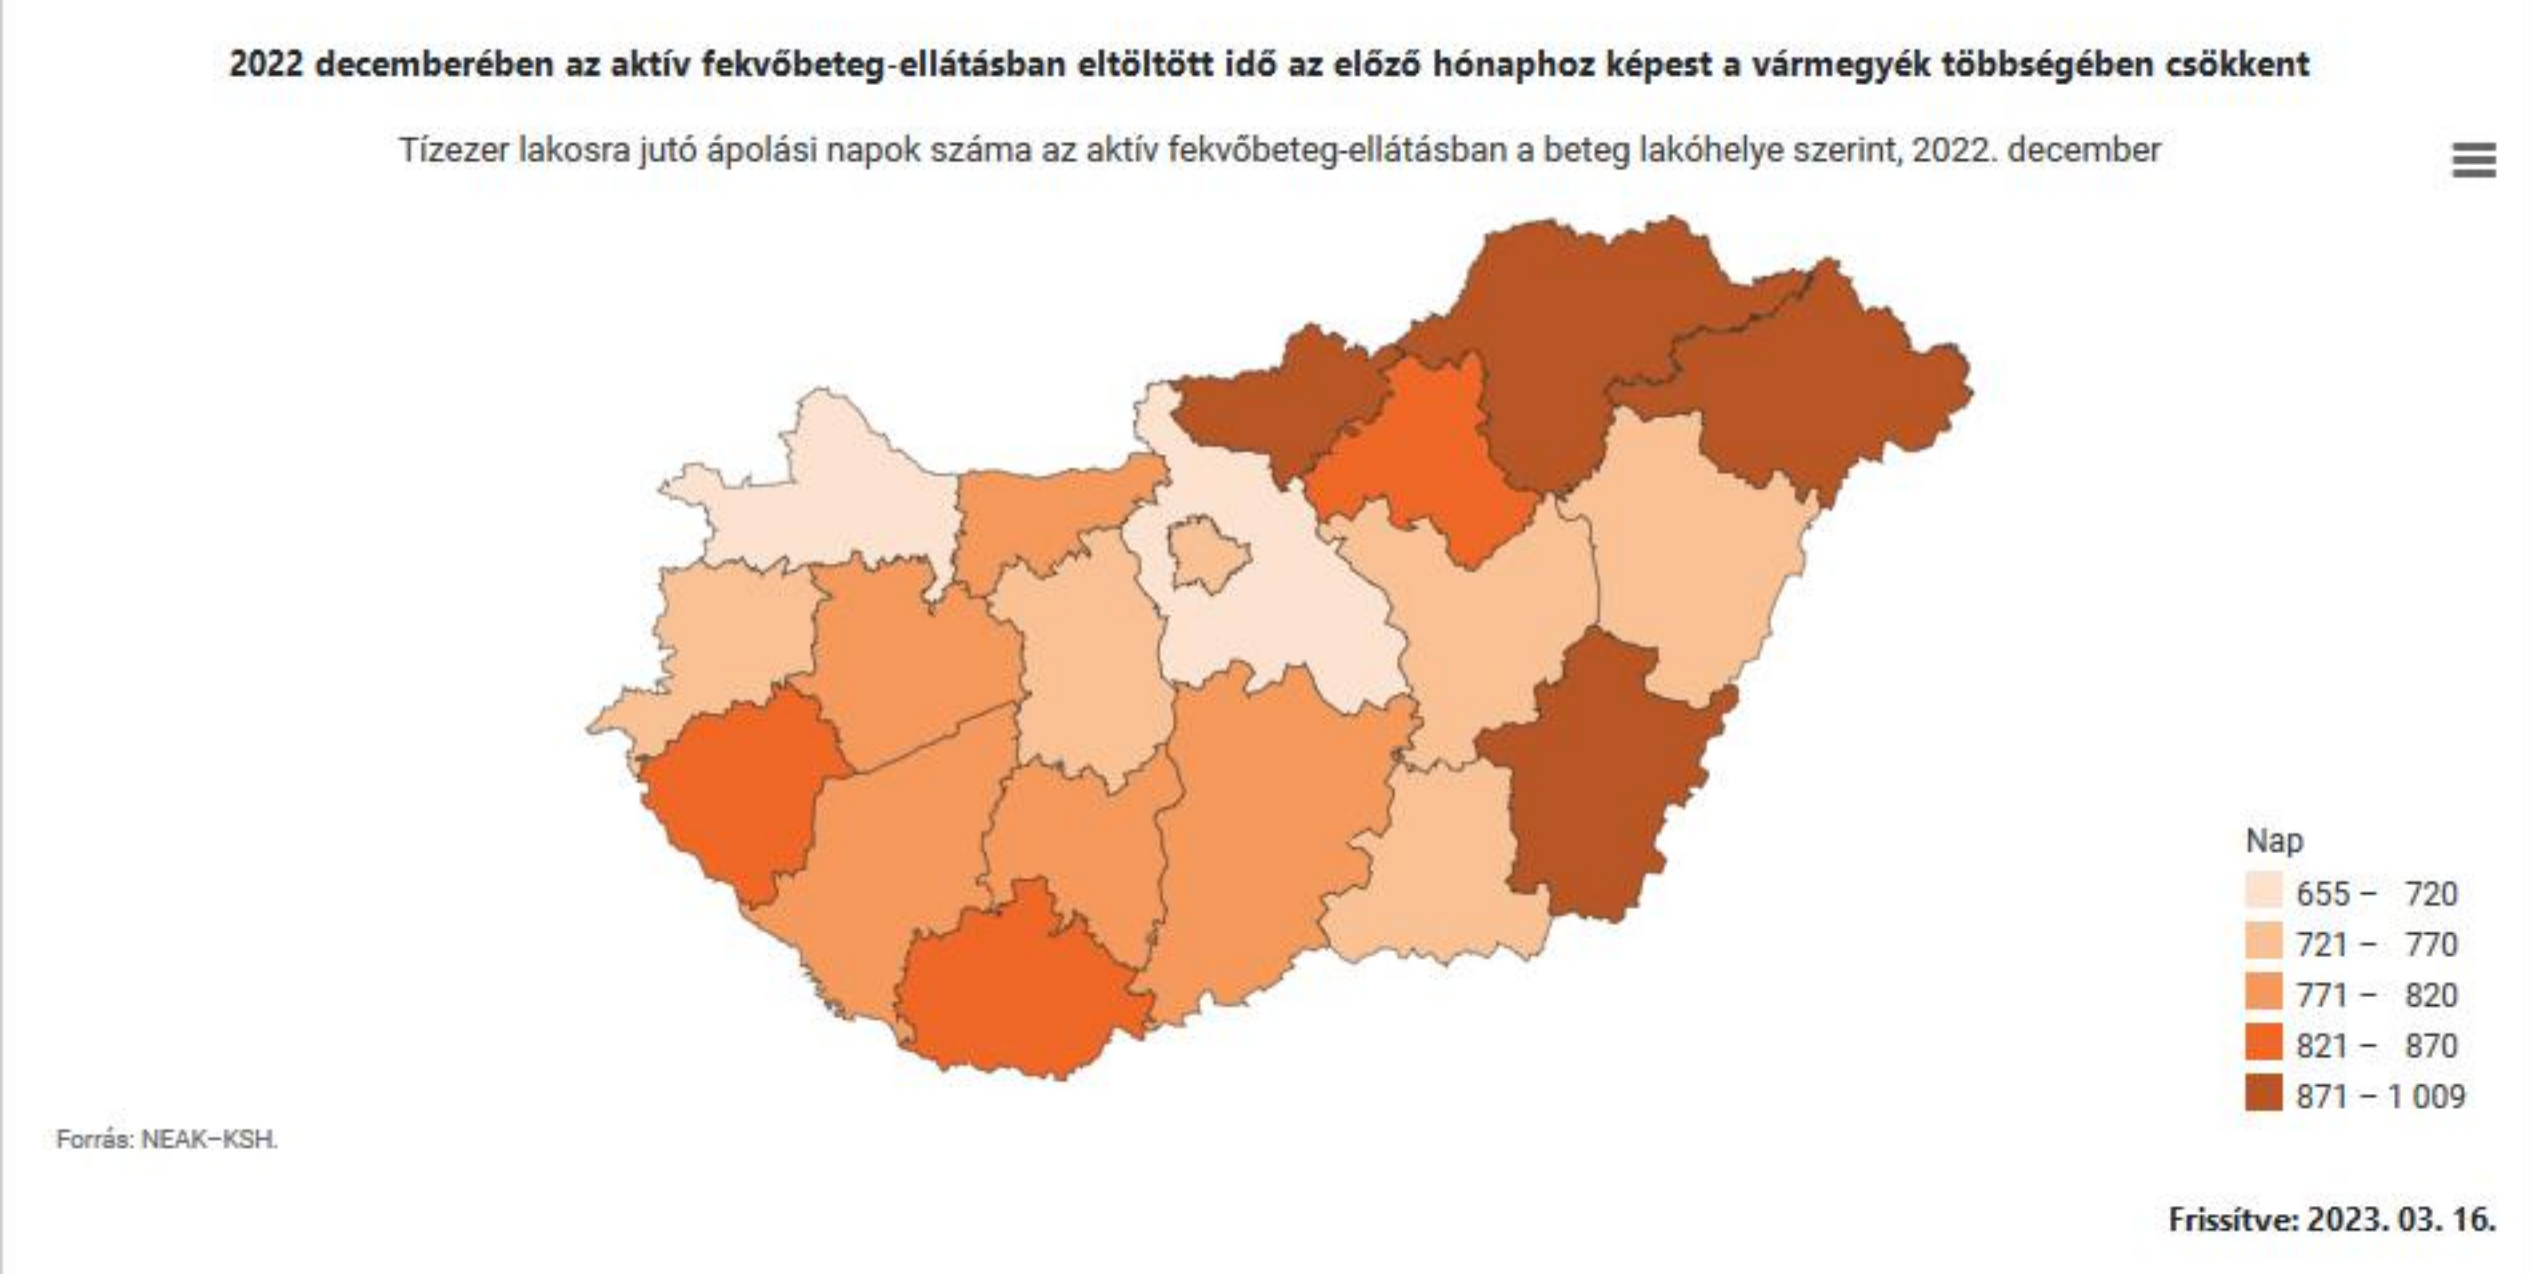 2022 decemberében az aktív fekvőbeteg-ellátásban eltöltött idő az előző hónaphoz képest a vármegyék többségében csökkent
Tízezer lakosra jutó ápolási napok száma az aktív fekvőbeteg-ellátásban a beteg lakóhelye szerint, 2022. december
Nap
655 – 720
721 – 770
771 – 820
821 – 870
871 – 1 009
Forrás: NEAK–KSH.
Frissítve: 2023. 03. 16.